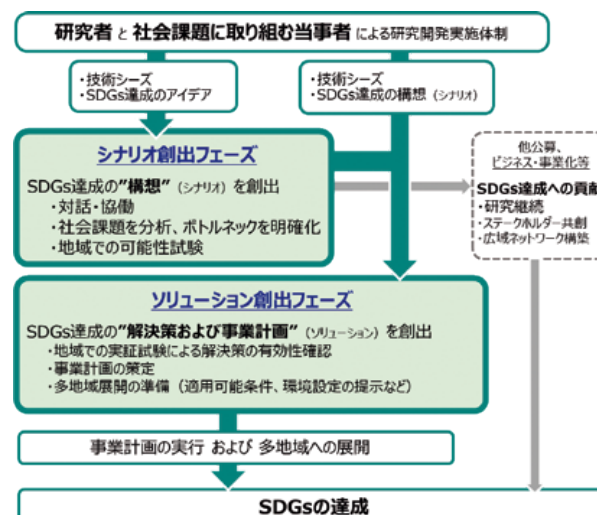 研究者 と 社会課題に取り組む当事者 による研究開発実施体制
・技術シーズ
・SDGs達成のアイデア
・技術シーズ
・SDGs達成の構想（シナリオ）
シナリオ創出フェーズ
SDGs達成の"構想"（シナリオ）を創出
・対話・協働
・社会課題を分析、ボトルネックを明確化
・地域での可能性試験
他公募、
ビジネス・事業化等
SDGs達成への貢献
・研究継続
・ステークホルダー共創
・広域ネットワーク構築
ソリューション創出フェーズ
SDGs達成の"解決策および事業計画"（ソリューション）を創出
・地域での実証試験による解決策の有効性確認
・事業計画の策定
・多地域展開の準備（適用可能条件、環境設定の提示など）
事業計画の実行 および 多地域への展開
SDGsの達成